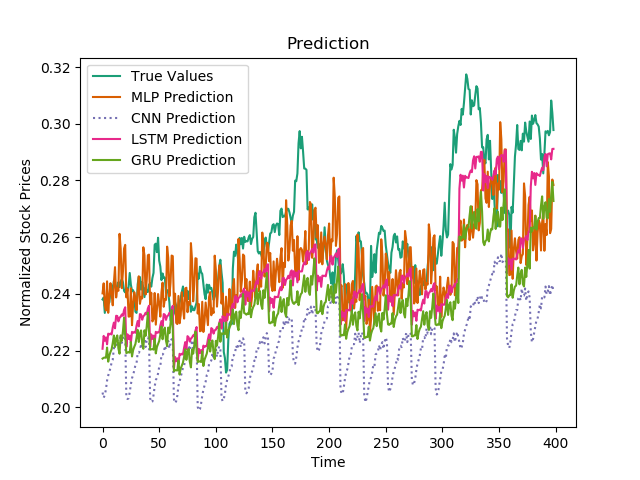 Prediction
True Values
MLP Prediction
CNN Prediction
LSTM Prediction
GRU Prediction
Normalized Stock Prices
0.32
0.30
0.28
0.26
0.24
0.22
0.20
0 50 100 150 200 250 300 350 400
Time